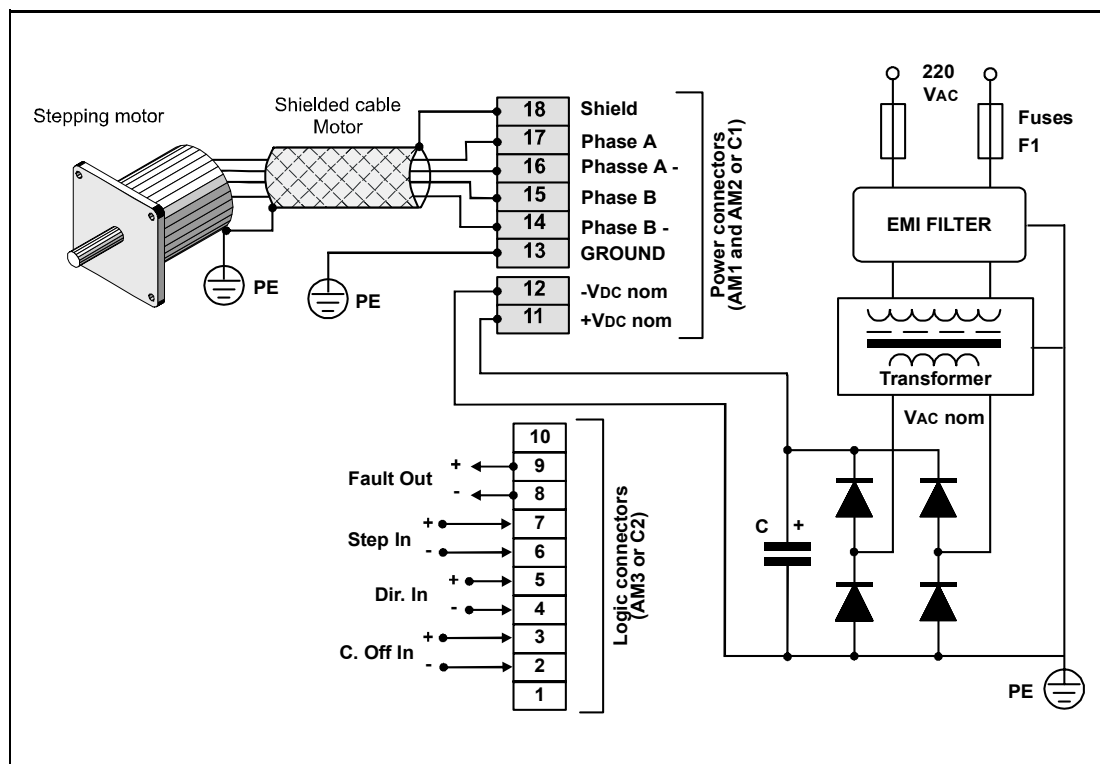 Stepping motor
Shielded cable
Motor
PE
PE
18 Shield
17 Phase A
16 Phasse A -
15 Phase B
14 Phase B -
13 GROUND
12 -VDC nom
11 +VDC nom
Power connectors
(AM1 and AM2 or C1)
220
VAC
Fuses
F1
EMI FILTER
Transformer
VAC nom
C +
PE
10
Fault Out + 9
- 8
Step In + 7
- 6
Dir. In + 5
- 4
C. Off In + 3
- 2
1
Logic connectors
(AM3 or C2)